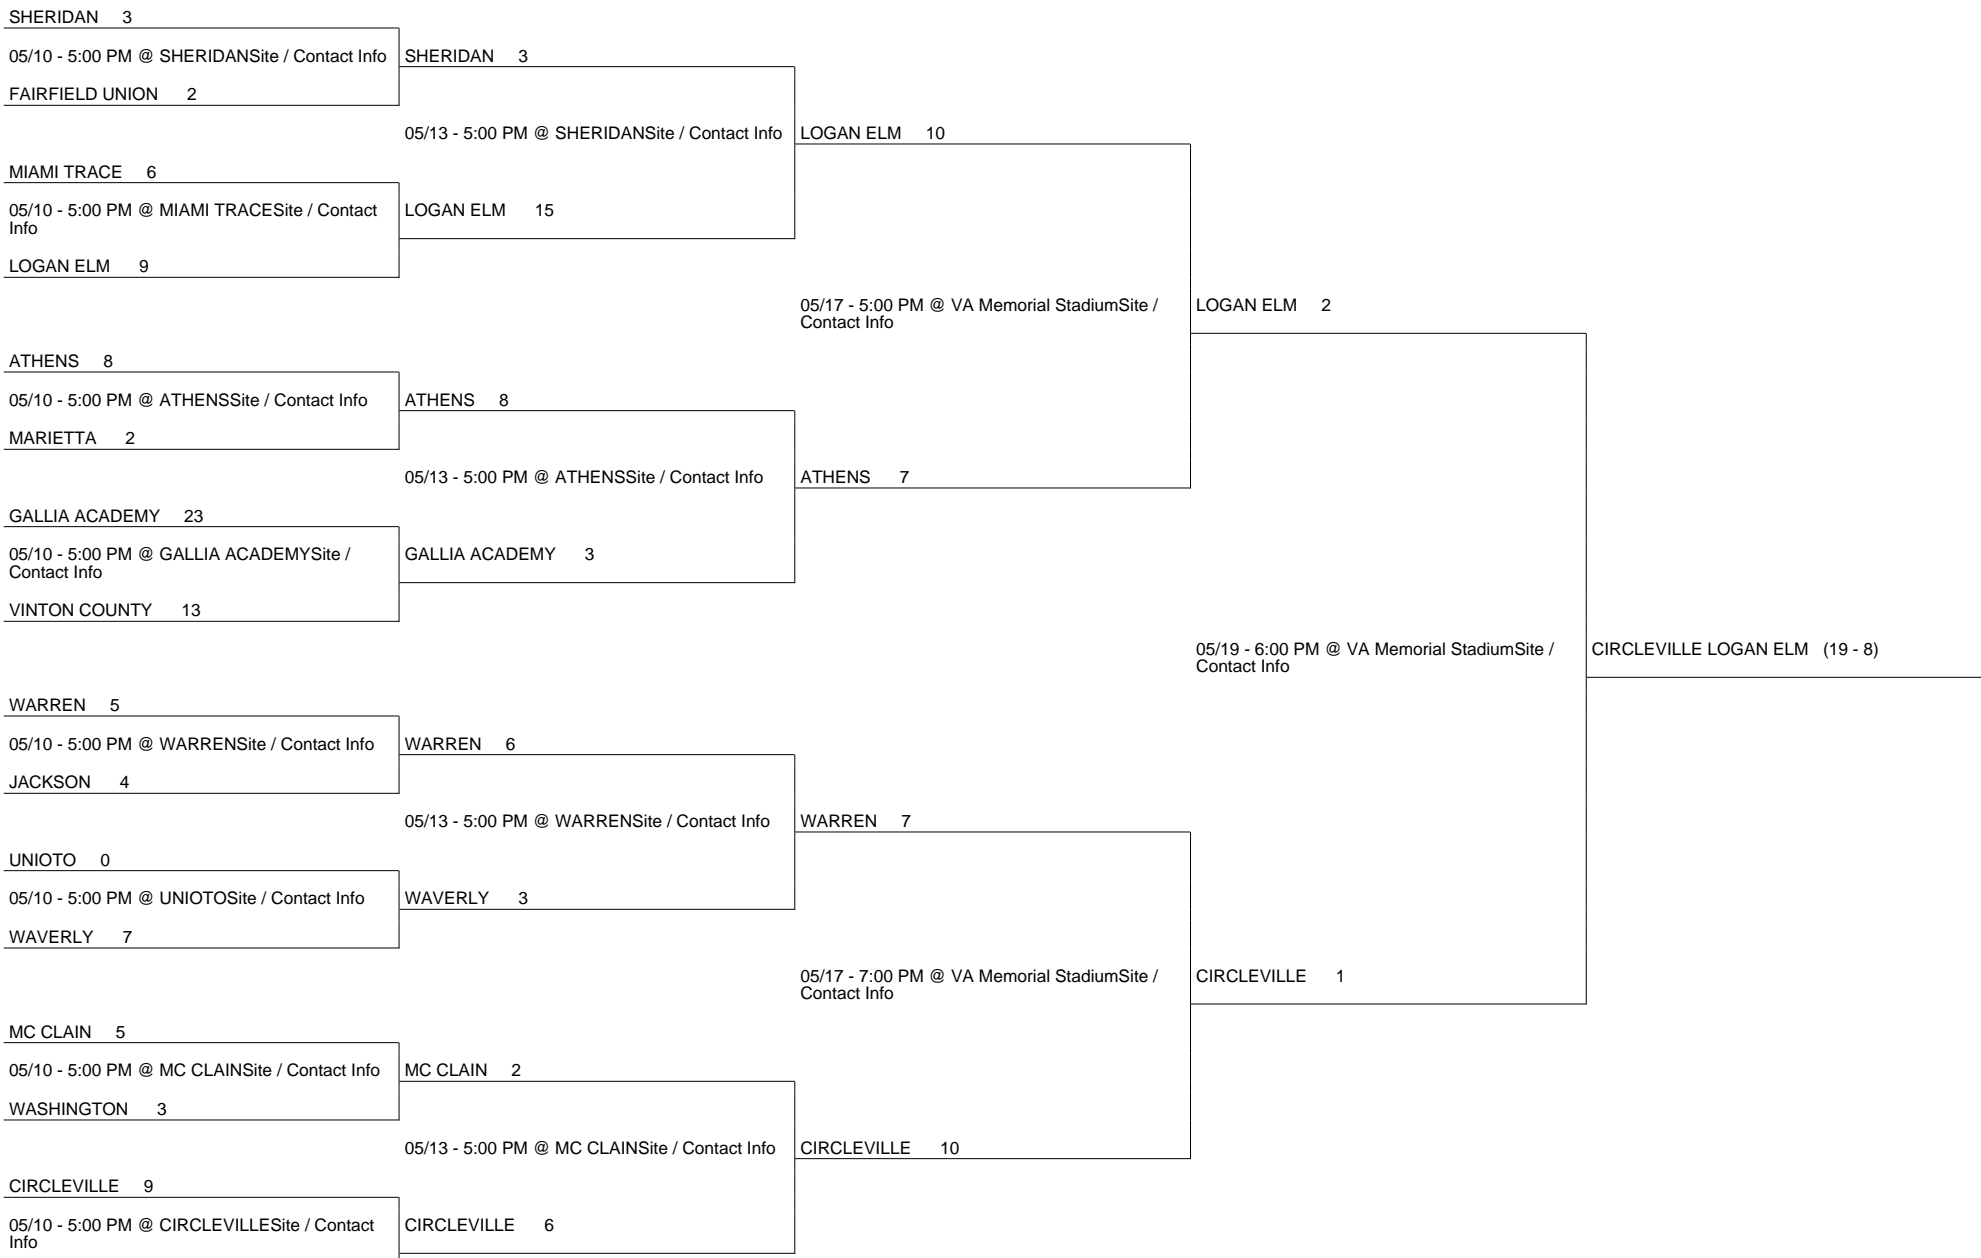 SHERIDAN 3
05/10 - 5:00 PM @ SHERIDANSite / Contact Info
FAIRFIELD UNION 2
MIAMI TRACE 6
05/10 - 5:00 PM @ MIAMI TRACESite / Contact
Info
LOGAN ELM 9
ATHENS 8
05/10 - 5:00 PM @ ATHENSSite / Contact Info
MARIETTA 2
GALLIA ACADEMY 23
05/10 - 5:00 PM @ GALLIA ACADEMYSite /
Contact Info
VINTON COUNTY 13
WARREN 5
05/10 - 5:00 PM @ WARRENSite / Contact Info
JACKSON 4
UNIOTO 0
05/10 - 5:00 PM @ UNIOTOSite / Contact Info
WAVERLY 7
MC CLAIN 5
05/10 - 5:00 PM @ MC CLAINSite / Contact Info
WASHINGTON 3
CIRCLEVILLE 9
05/10 - 5:00 PM @ CIRCLEVILLESite / Contact
Info
SHERIDAN 3
05/13 - 5:00 PM @ SHERIDANSite / Contact Info
LOGAN ELM 15
ATHENS 8
05/13 - 5:00 PM @ ATHENSSite / Contact Info
GALLIA ACADEMY 3
WARREN 6
05/13 - 5:00 PM @ WARRENSite / Contact Info
WAVERLY 3
MC CLAIN 2
05/13 - 5:00 PM @ MC CLAINSite / Contact Info
CIRCLEVILLE 6
LOGAN ELM 10
05/17 - 5:00 PM @ VA Memorial StadiumSite /
Contact Info
ATHENS 7
WARREN 7
05/17 - 7:00 PM @ VA Memorial StadiumSite /
Contact Info
CIRCLEVILLE 10
LOGAN ELM 2
05/19 - 6:00 PM @ VA Memorial StadiumSite /
Contact Info
CIRCLEVILLE 1
CIRCLEVILLE LOGAN ELM (19 - 8)